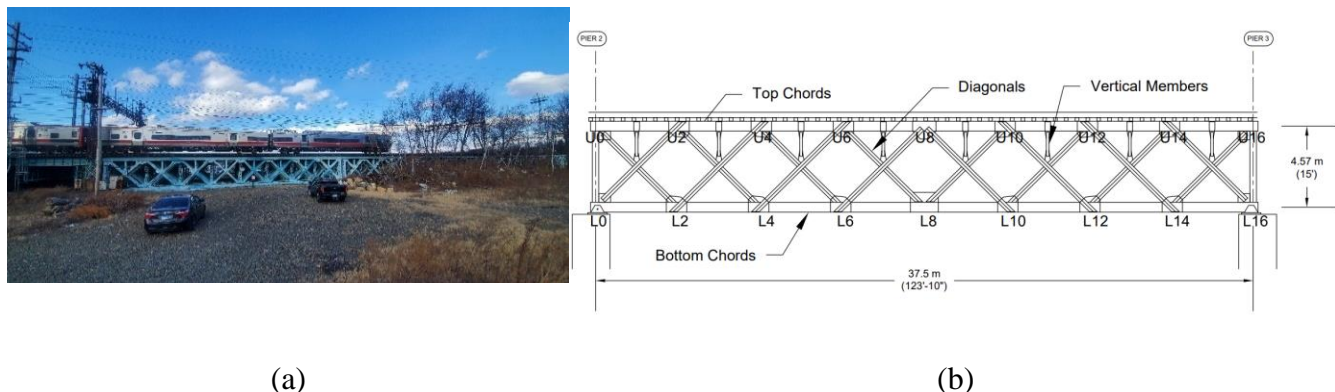 PIER 2
PIER 3
Top Chords
Diagonals
Vertical Members
U0 U2 U4 U6 U8 U10 U12 U14 U16
4.57 m
(15')
L0 L2 L4 L6 L8 L10 L12 L14 L16
Bottom Chords
37.5 m
(123'-10")
(a)
(b)